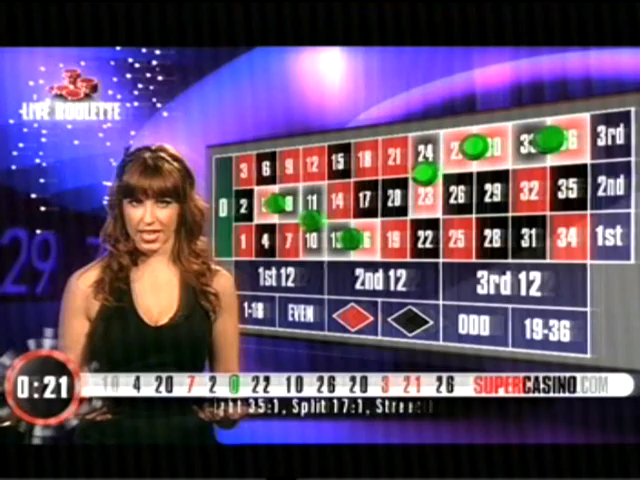 LIVE ROULETTE
3 6 9 12 15 18 21 24 3rd
0 2 11 14 17 20 23 26 29 32 35 2nd
1 4 7 10 19 22 25 28 31 34 1st
29
1st 12 2nd 12 3rd 12
1-18 EVEN ODD 19-36
0:21 4 20 7 2 0 22 10 26 20 3 21 26 SUPERCASINO.COM
35:1, Split 17:1,